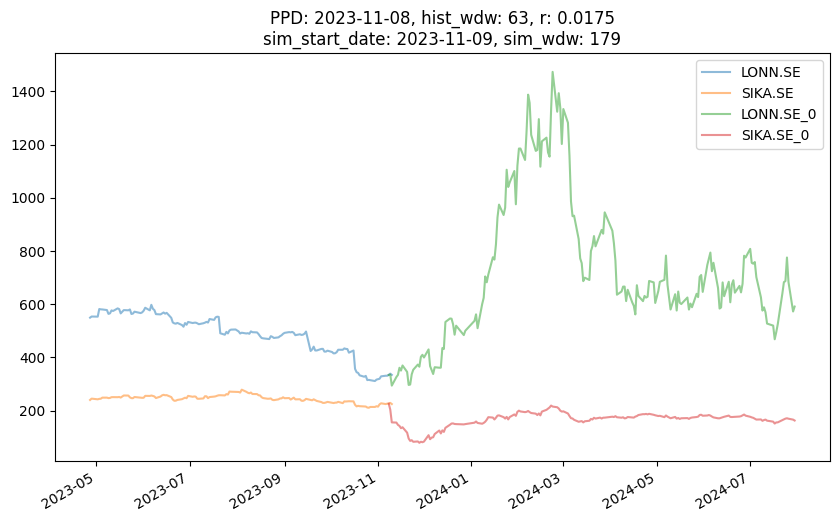 PPD: 2023-11-08, hist_wdw: 63, r: 0.0175
sim_start_date: 2023-11-09, sim_wdw: 179
LONN.SE
SIKA.SE
LONN.SE_0
SIKA.SE_0
1400
1200
1000
800
600
400
200
2023-05
2023-07
2023-09
2023-11
2024-01
2024-03
2024-05
2024-07